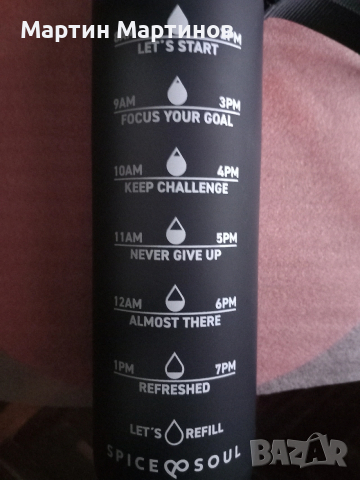 Мартин Мартинов
LET'S START
9AM 3PM
FOCUS YOUR GOAL
10AM 4PM
KEEP CHALLENGE
11AM 5PM
NEVER GIVE UP
12AM 6PM
ALMOST THERE
1PM 7PM
REFRESHED
LET'S REFILL
SPICE SOUL
BAZAR